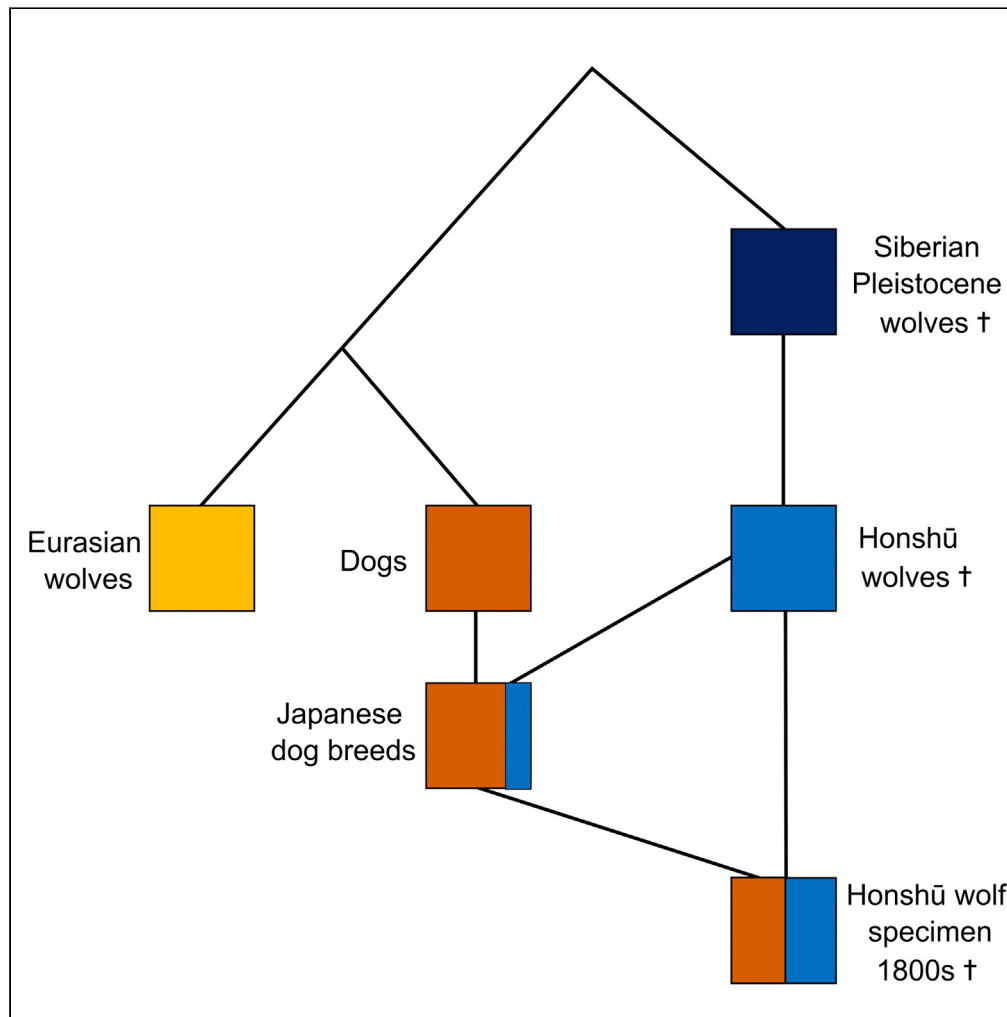 Siberian
Pleistocene
wolves †
Eurasian
wolves
Dogs
Honshū
wolves †
Japanese
dog breeds
Honshū wolf
specimen
1800s †